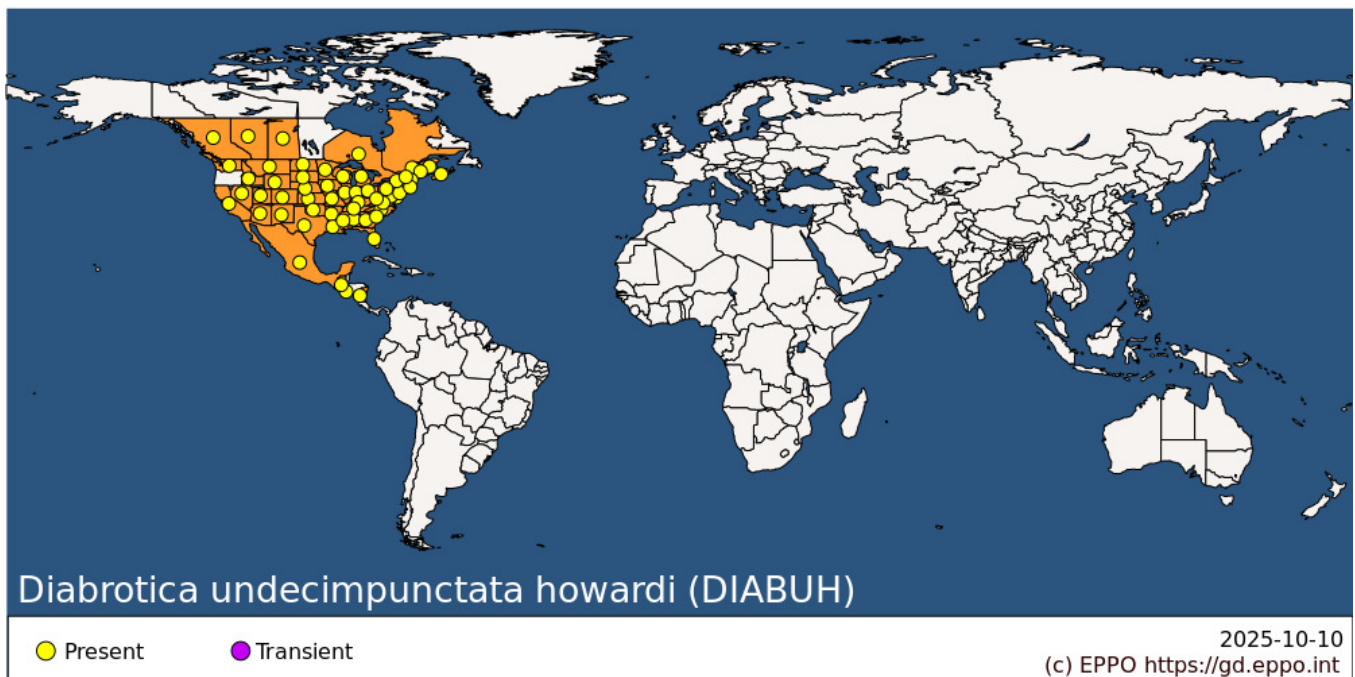 Diabrotica undecimpunctata howardi (DIABUH)
Present
Transient
2025-10-10
(c) EPPO https://gd.eppo.int